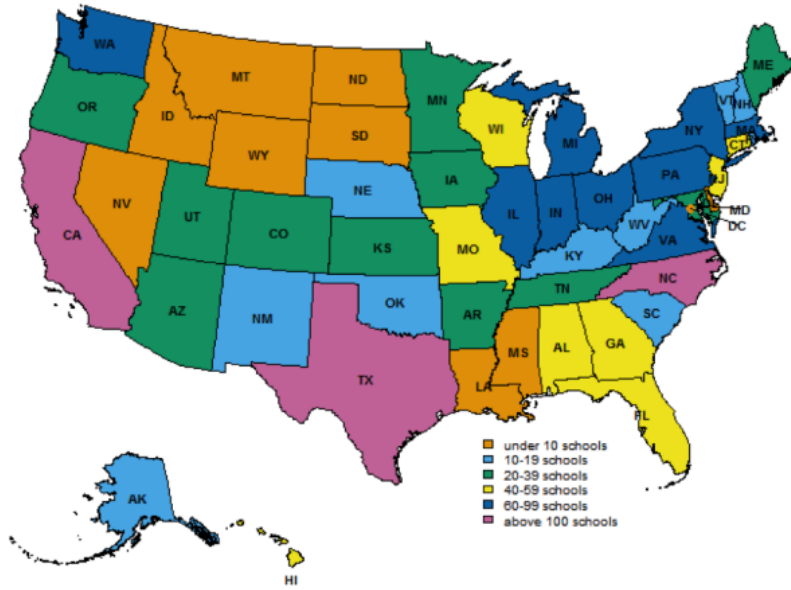 WA
MT
ND
MN
ME
OR
ID
SD
WI
VT
NH
WY
MI
NY
MA
CT
NE
IA
PA
NJ
NV
UT
IL
IN
OH
MD
DC
CA
CO
KS
MO
WV
VA
KY
AZ
NM
OK
AR
TN
NC
SC
TX
LA
MS
AL
GA
FL
under 10 schools
10-19 schools
20-39 schools
40-59 schools
60-99 schools
above 100 schools
AK
HI